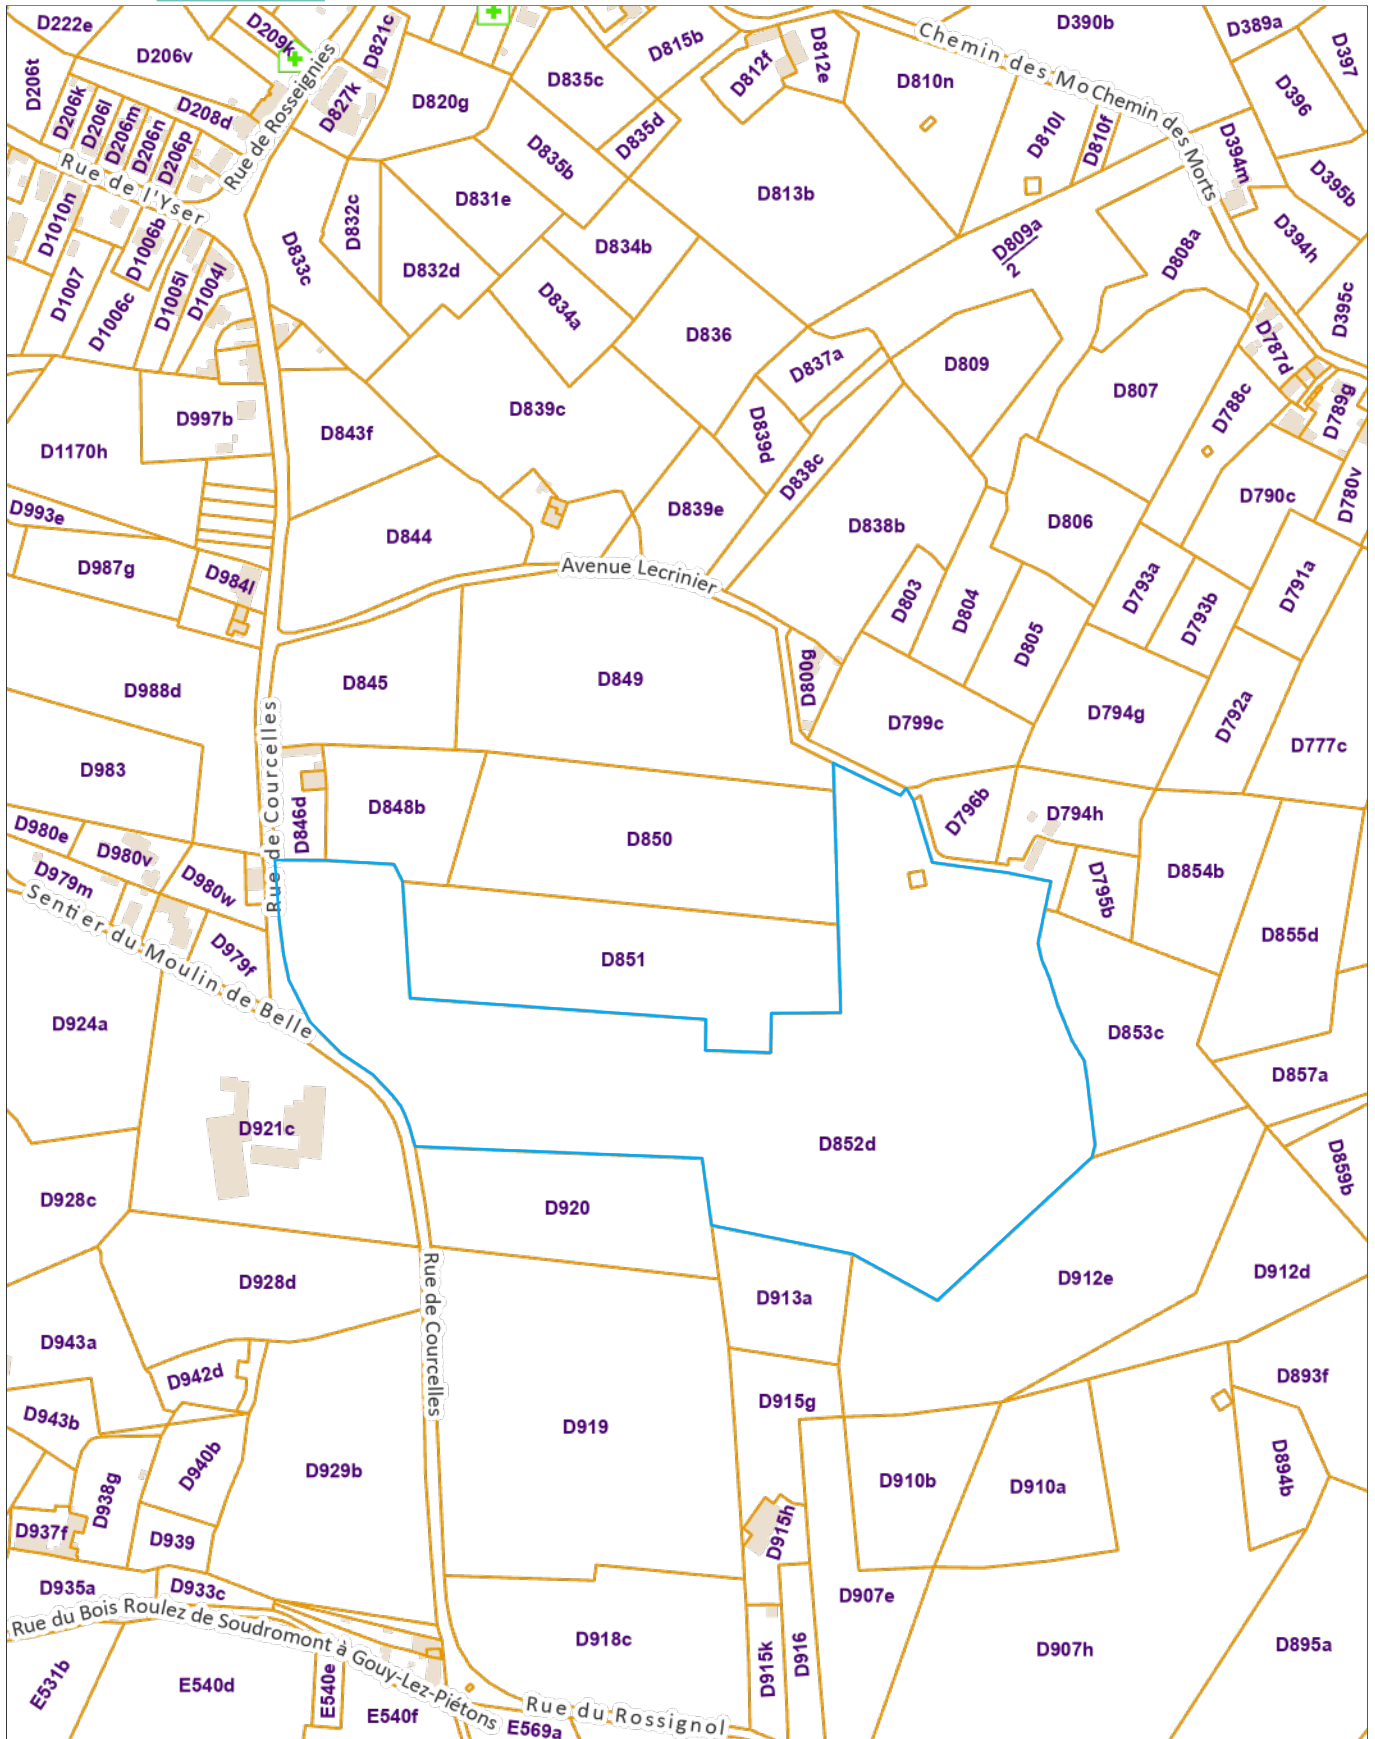 D222e
D209k
D821c
D815b
D812f
D812e
D390b
D389a
D397
D206t
D206v
D206k
D206l
D206m
D206n
D206p
D208d
Rue de Rosseignies
D827k
D820g
D835c
D835d
D835b
D810n
Chemin des Mo
Chemin des Morts
D810l
D810f
D396
D394m
D395b
D394h
D395c
Rue de l'Yser
D1010n
D1006b
D1007
D1006c
D1005l
D1004l
D833c
D832c
D832d
D831e
D834b
D834a
D813b
D809a
2
D808a
D836
D837a
D809
D807
D787d
D788c
D789g
D780v
D790c
D997b
D843f
D839c
D839d
D838c
D1170h
D993e
D987g
D984l
D844
D839e
D838b
D806
Avenue Lecrinier
D803
D804
D805
D793a
D793b
D791a
D988d
D845
D849
D800g
D799c
D794g
D792a
D777c
Rue de Courcelles
D983
D846d
D848b
D850
D796b
D794h
D795b
D854b
D855d
D980e
D980v
D980w
D979m
D979f
Sentier du Moulin de Belle
D851
D853c
D857a
D924a
D921c
D852d
D859b
D928c
D920
D928d
D913a
D912e
D912d
Rue de Courcelles
D943a
D942d
D943b
D940b
D929b
D919
D915g
D893f
D938g
D910b
D910a
D894b
D937f
D939
D915h
D935a
D933c
D907e
Rue du Bois Roulez de Soudromont à Gouy-Lez-Piétons
D918c
D915k
D916
D907h
D895a
E531b
E540d
E540e
E540f
E569a
Rue du Rossignol